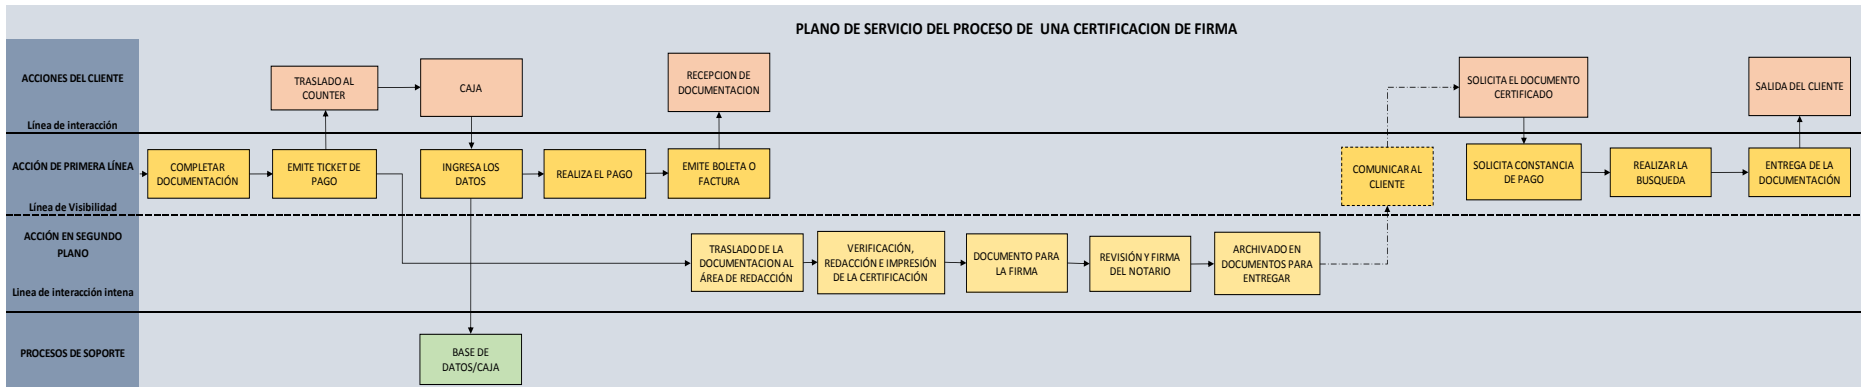 PLANO DE SERVICIO DEL PROCESO DE UNA CERTIFICACION DE FIRMA
ACCIONES DEL CLIENTE
TRASLADO AL
COUNTER
CAJA
RECEPCION DE
DOCUMENTACION
SOLICITA EL DOCUMENTO
CERTIFICADO
SALIDA DEL CLIENTE
Línea de interacción
ACCIÓN DE PRIMERA LÍNEA
COMPLETAR
DOCUMENTACIÓN
EMITE TICKET DE
PAGO
INGRESA LOS
DATOS
REALIZA EL PAGO
EMITE BOLETA O
FACTURA
COMUNICAR AL
CLIENTE
SOLICITA CONSTANCIA
DE PAGO
REALIZAR LA
BUSQUEDA
ENTREGA DE LA
DOCUMENTACIÓN
Línea de Visibilidad
ACCIÓN EN SEGUNDO
PLANO
TRASLADO DE LA
DOCUMENTACION AL
ÁREA DE REDACCIÓN
VERIFICACIÓN,
REDACCIÓN E IMPRESIÓN
DE LA CERTIFICACIÓN
DOCUMENTO PARA
LA FIRMA
REVISIÓN Y FIRMA
DEL NOTARIO
ARCHIVADO EN
DOCUMENTOS PARA
ENTREGAR
Linea de interacción intena
PROCESOS DE SOPORTE
BASE DE
DATOS/CAJA